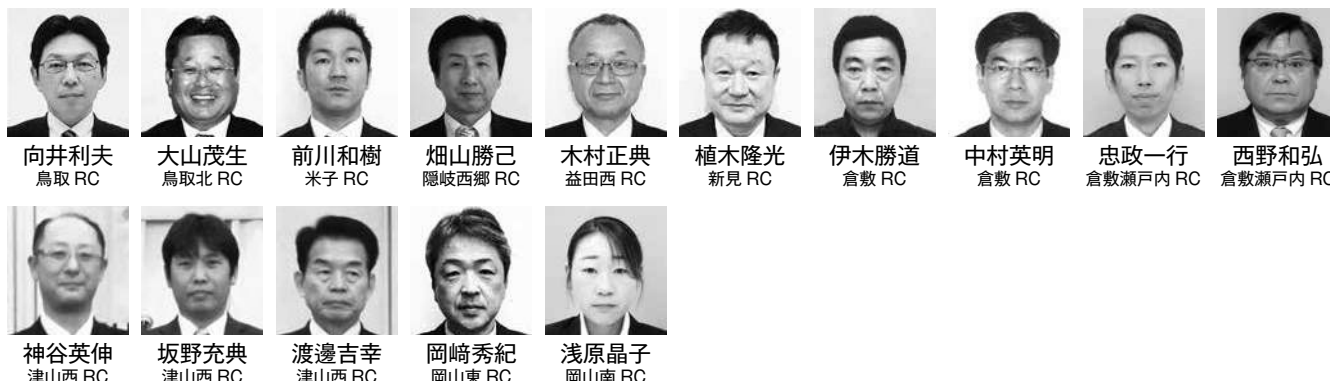 向井利夫 大山茂生 前川和樹 畑山勝己 木村正典 植木隆光 伊木勝道 中村英明 忠政一行 西野和弘
鳥取 RC 鳥取北 RC 米子 RC 隠岐西郷 RC 益田西 RC 新見 RC 倉敷 RC 倉敷 RC 倉敷瀬戸内 RC 倉敷瀬戸内 RC
神谷英伸 坂野充典 渡邊吉幸 岡﨑秀紀 浅原晶子
津山西 RC 津山西 RC 津山西 RC 岡山東 RC 岡山南 RC